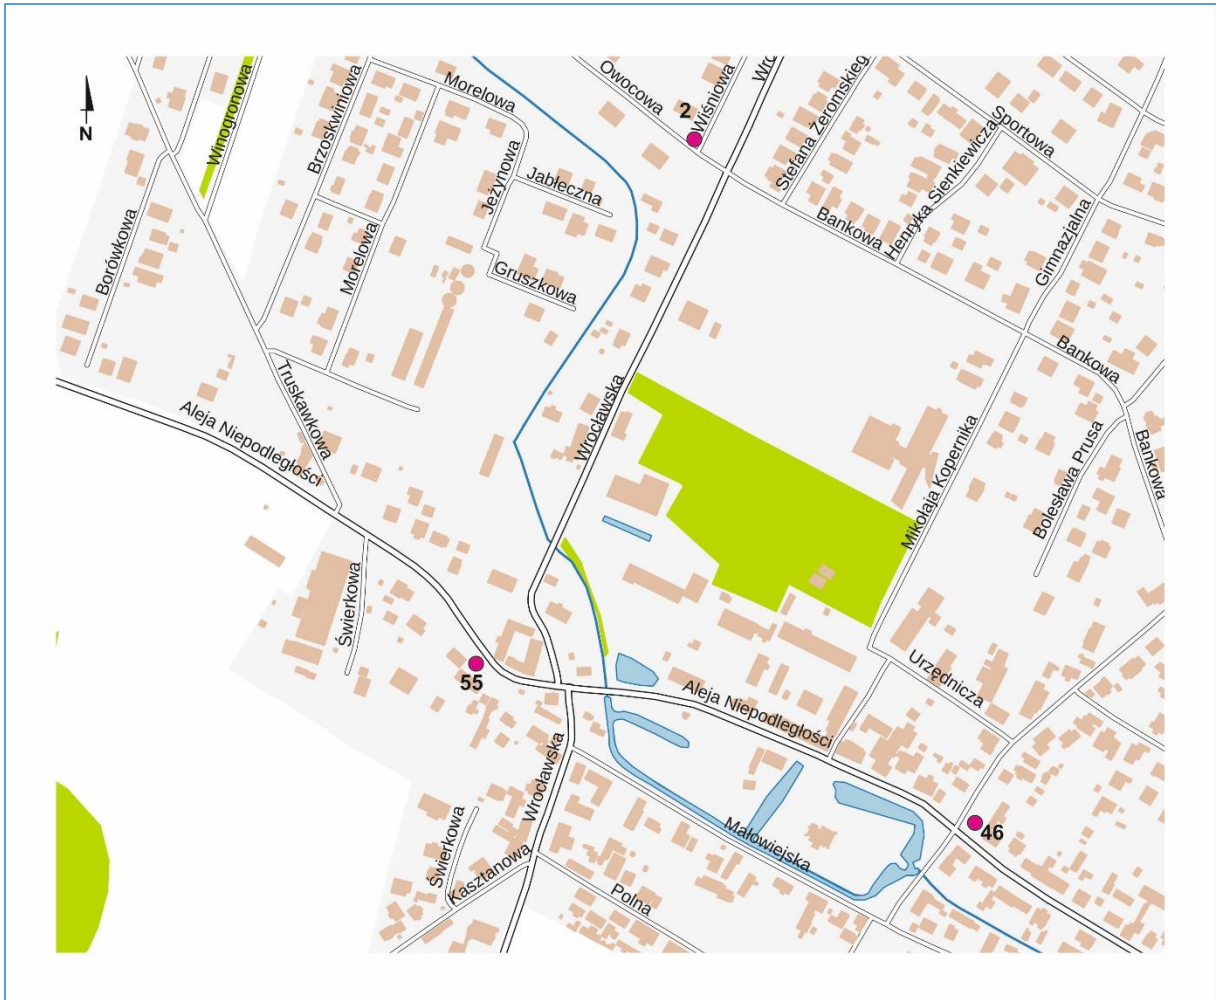 Owocowa
Wiśniowa
Wro
2
Stefana Żeromskieg
Sportowa
Winogronowa
Brzoskwiniowa
Morelowa
N
Jeżynowa
Jabłeczna
Henryka Sienkiewicza
Bankowa
Gimnazjalna
Borówkowa
Morelowa
Gruszkowa
Bankowa
Truskawkowa
Wrocławska
Aleja Niepodległości
Mikołaja Kopernika
Bolesława Prusa
Bankowa
Świerkowa
55
Urzędnicza
Aleja Niepodległości
Wrocławska
Małowiejska
46
Świerkowa
Kasztanowa
Polna